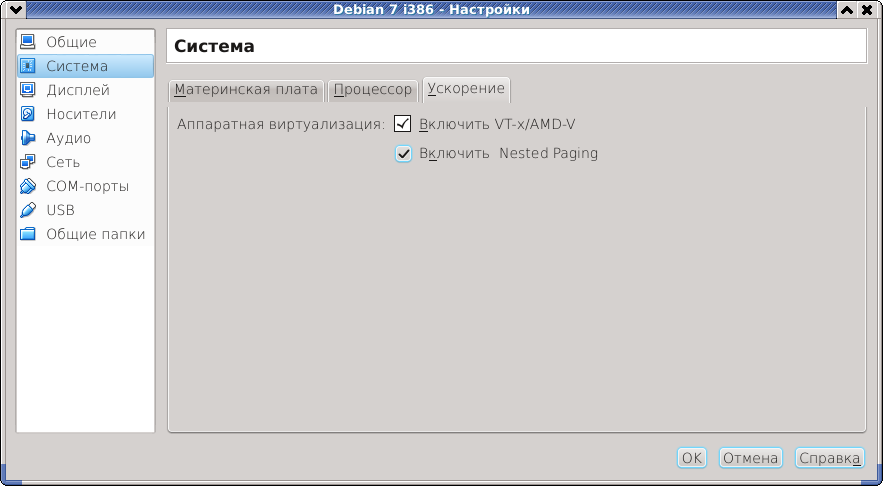 Debian 7 i386 - Настройки
Общие
Система
Дисплей
Носители
Аудио
Сеть
COM-порты
USB
Общие папки
Система
Материнская плата Процессор Ускорение
Аппаратная виртуализация: Включить VT-x/AMD-V
Включить Nested Paging
OK Отмена Справка